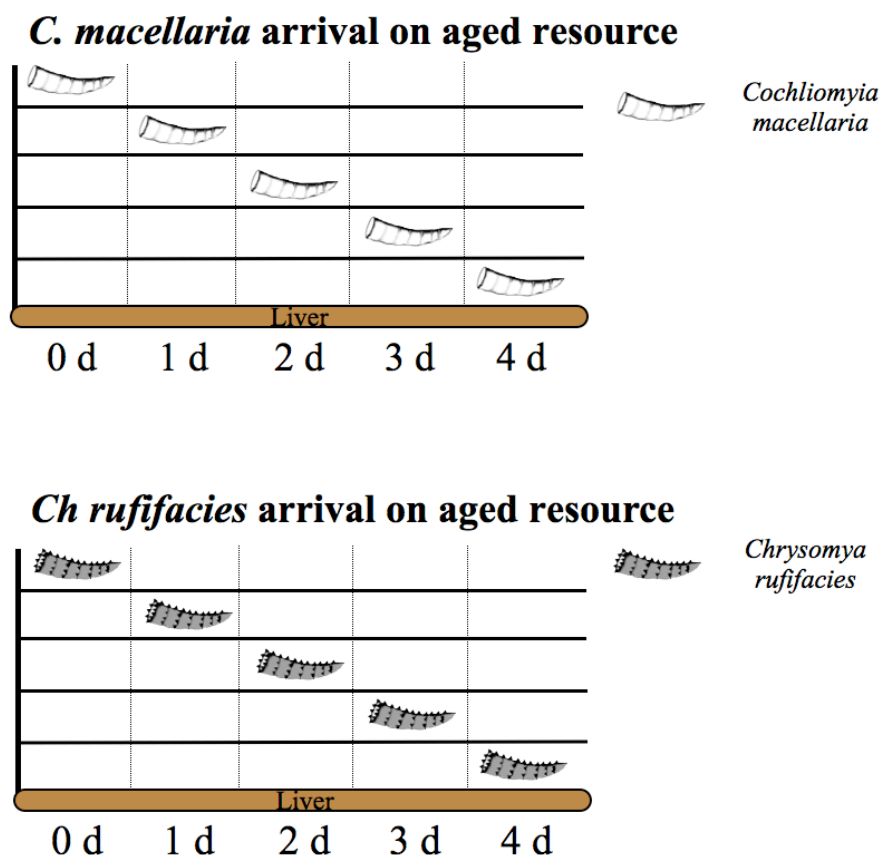 C. macellaria arrival on aged resource
Cochliomyia
macellaria
Liver
0 d 1 d 2 d 3 d 4 d
Ch rufifacies arrival on aged resource
Chrysomya
rufifacies
Liver
0 d 1 d 2 d 3 d 4 d